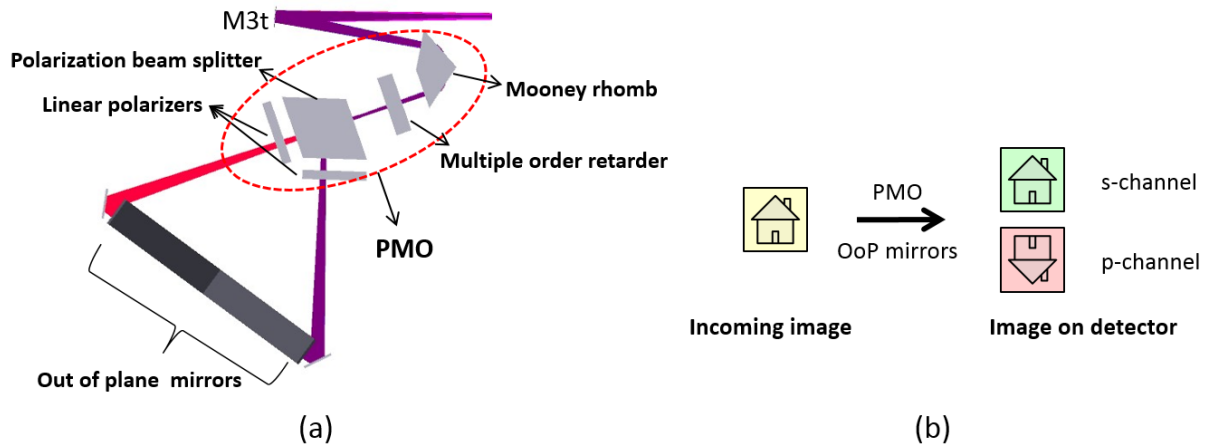 M3t
Polarization beam splitter
Linear polarizers
Mooney rhomb
Multiple order retarder
PMO
Out of plane mirrors
(a)
PMO
OoP mirrors
s-channel
p-channel
Incoming image
Image on detector
(b)